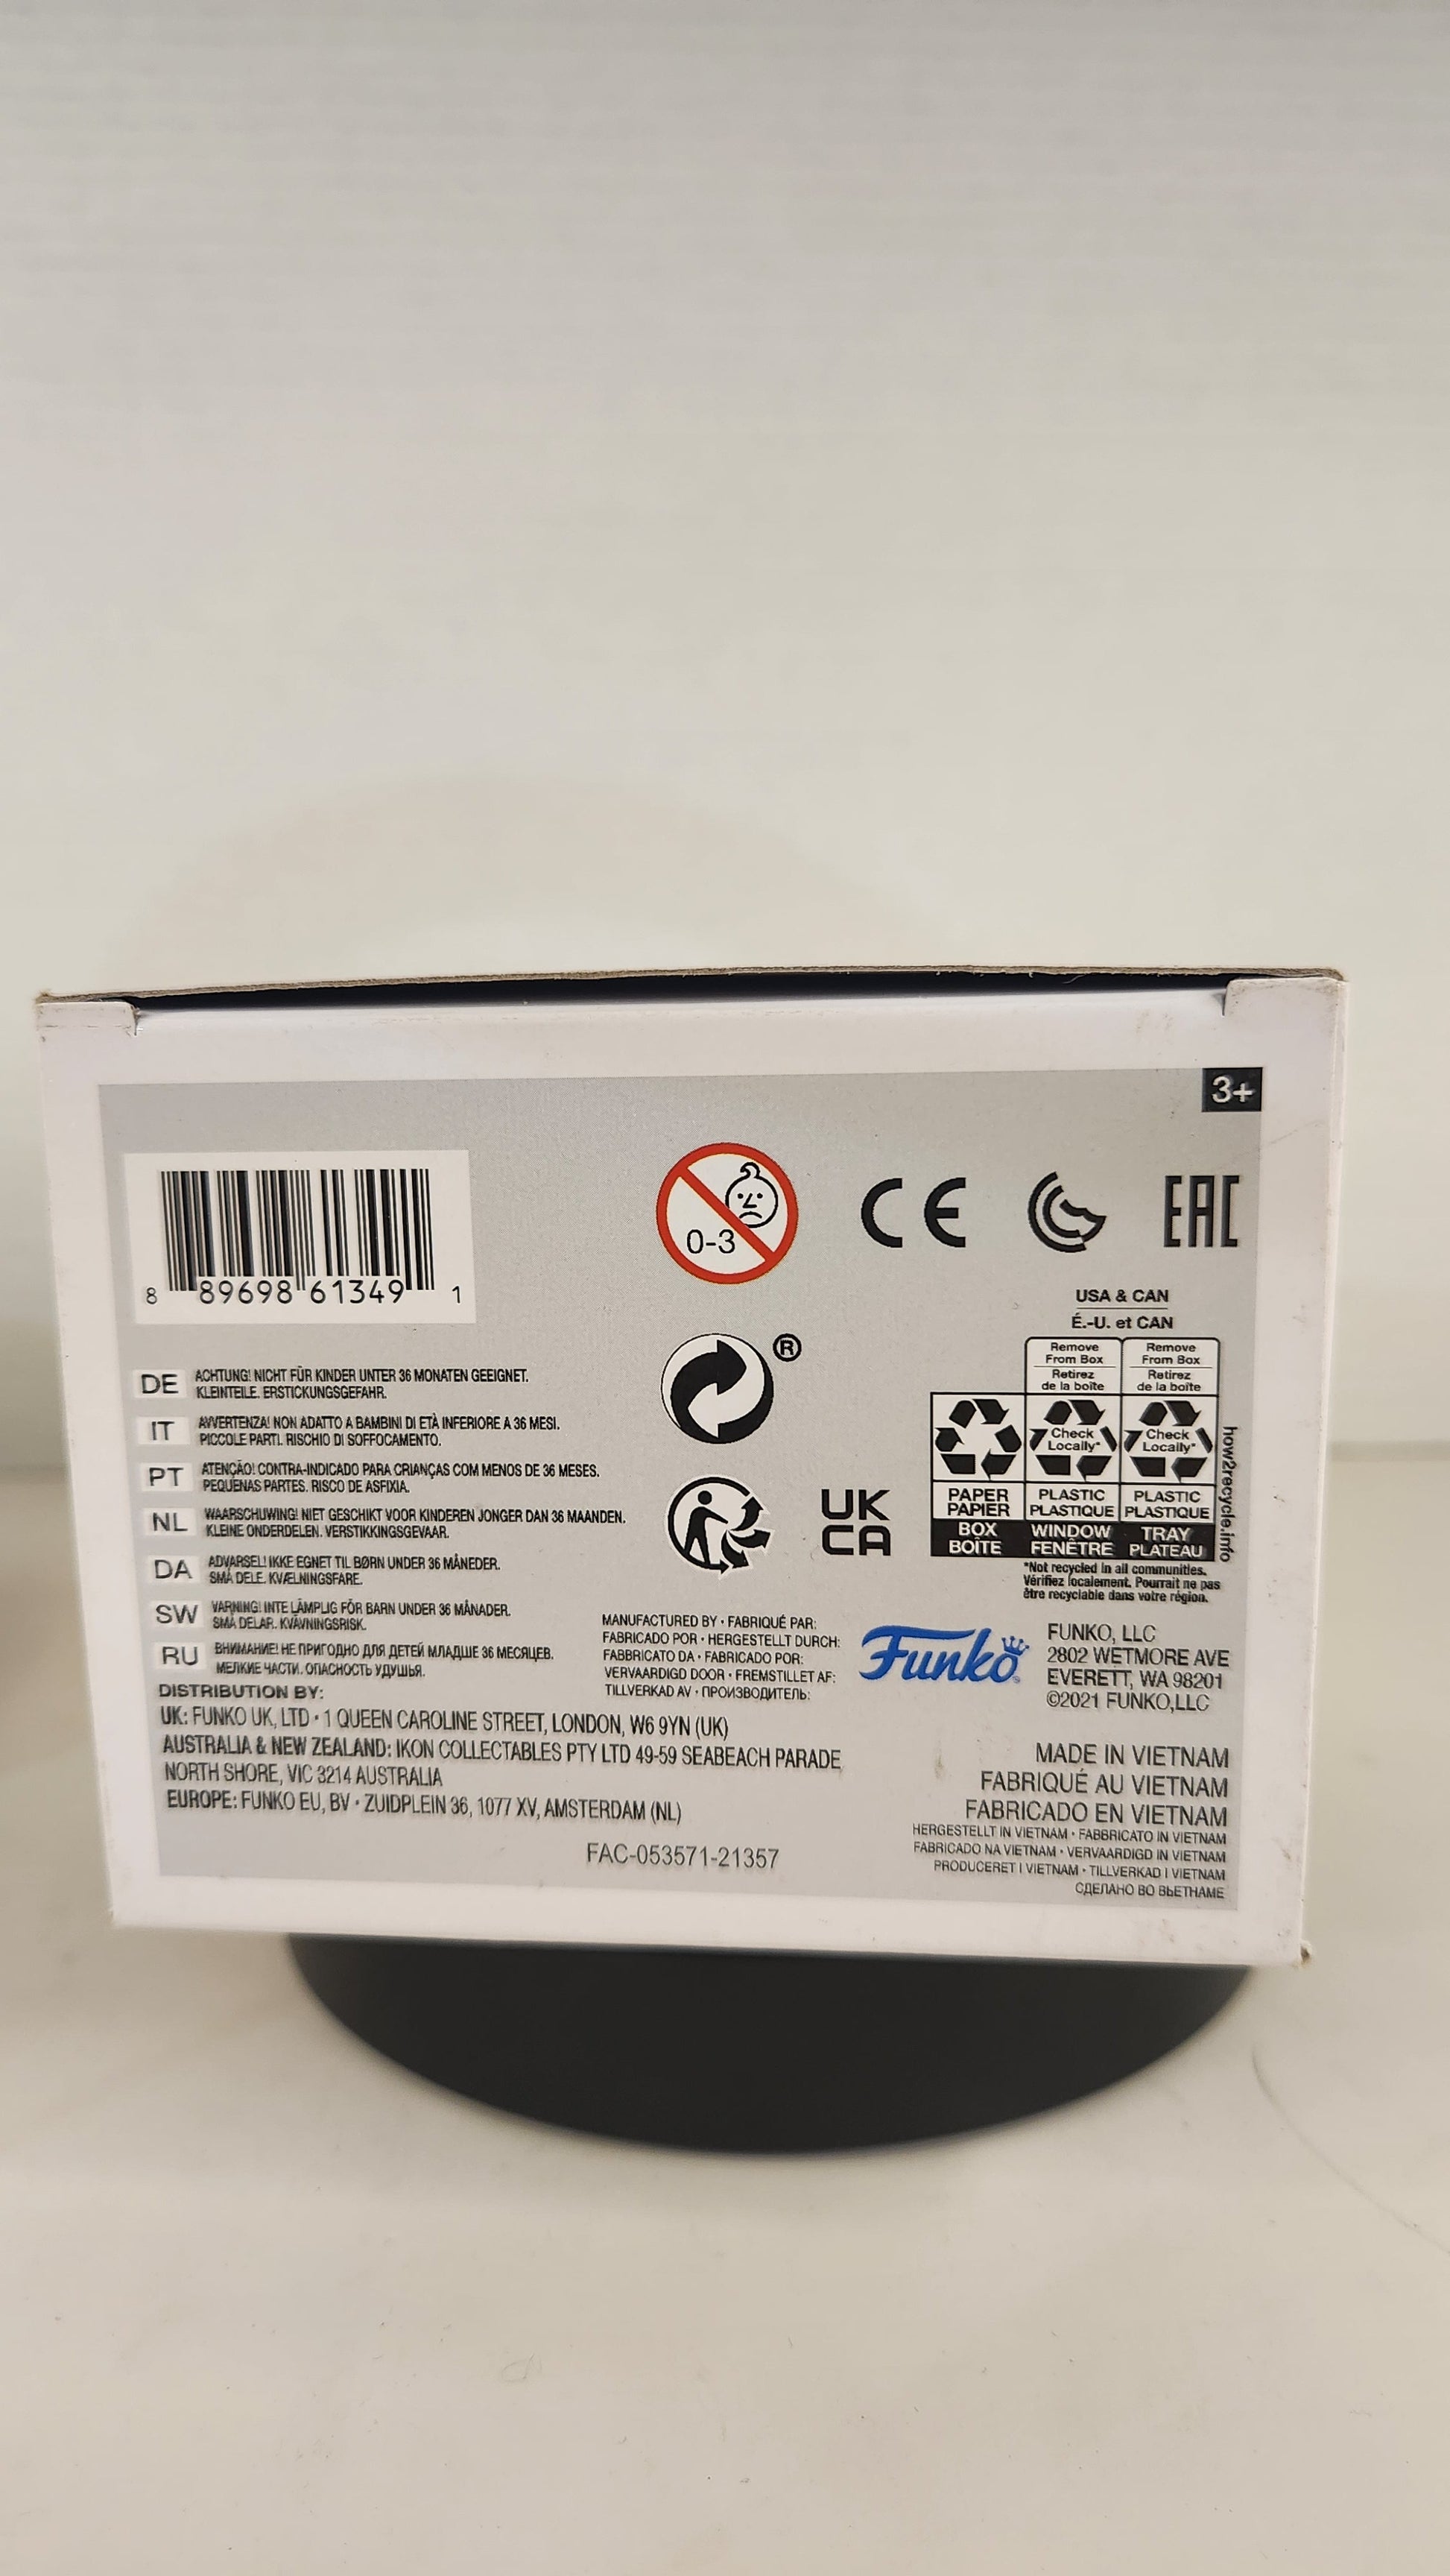 3+
8 89698 61349 1
0-3
CE
EAC
®
UK
CA
USA & CAN
É.-U. et CAN
Remove
From Box
Retirez
de la boîte
Remove
From Box
Retirez
de la boîte
Check
Locally*
Check
Locally*
PAPER
PAPIER
PLASTIC
PLASTIQUE
PLASTIC
PLASTIQUE
BOX
BOÎTE
WINDOW
FENÊTRE
TRAY
PLATEAU
how2recycle.info
*Not recycled in all communities.
Vérifiez localement. Pourrait ne pas
être recyclable dans votre région.
DE ACHTUNG! NICHT FÜR KINDER UNTER 36 MONATEN GEEIGNET.
KLEINTEILE. ERSTICKUNGSGEFAHR.
IT AVVERTENZA! NON ADATTO A BAMBINI DI ETÀ INFERIORE A 36 MESI.
PICCOLE PARTI. RISCHIO DI SOFFOCAMENTO.
PT ATENÇÃO! CONTRA-INDICADO PARA CRIANÇAS COM MENOS DE 36 MESES.
PEQUENAS PARTES. RISCO DE ASFIXIA.
NL WAARSCHUWING! NIET GESCHIKT VOOR KINDEREN JONGER DAN 36 MAANDEN.
KLEINE ONDERDELEN. VERSTIKKINGSGEVAAR.
DA ADVARSEL! IKKE EGNET TIL BØRN UNDER 36 MÅNEDER.
SMÅ DELE. KVÆLNINGSFARE.
SW VARNING! INTE LÄMPLIG FÖR BARN UNDER 36 MÅNADER.
SMÅ DELAR. KVÄVNINGSRISK.
RU ВНИМАНИЕ! НЕ ПРИГОДНО ДЛЯ ДЕТЕЙ МЛАДШЕ 36 МЕСЯЦЕВ.
МЕЛКИЕ ЧАСТИ. ОПАСНОСТЬ УДУШЬЯ.
MANUFACTURED BY • FABRIQUÉ PAR:
FABRICADO POR • HERGESTELLT DURCH:
FABBRICATO DA • FABRICADO POR:
VERVAARDIGD DOOR • FREMSTILLET AF:
TILLVERKAD AV • ПРОИЗВОДИТЕЛЬ:
Funko
FUNKO, LLC
2802 WETMORE AVE
EVERETT, WA 98201
©2021 FUNKO,LLC
DISTRIBUTION BY:
UK: FUNKO UK, LTD • 1 QUEEN CAROLINE STREET, LONDON, W6 9YN (UK)
AUSTRALIA & NEW ZEALAND: IKON COLLECTABLES PTY LTD 49-59 SEABEACH PARADE
NORTH SHORE, VIC 3214 AUSTRALIA
EUROPE: FUNKO EU, BV • ZUIDPLEIN 36, 1077 XV, AMSTERDAM (NL)
FAC-053571-21357
MADE IN VIETNAM
FABRIQUÉ AU VIETNAM
FABRICADO EN VIETNAM
HERGESTELLT IN VIETNAM • FABBRICATO IN VIETNAM
FABRICADO NA VIETNAM • VERVAARDIGD IN VIETNAM
PRODUCERET I VIETNAM • TILLVERKAD I VIETNAM
СДЕЛАНО ВО ВЬЕТНАМЕ